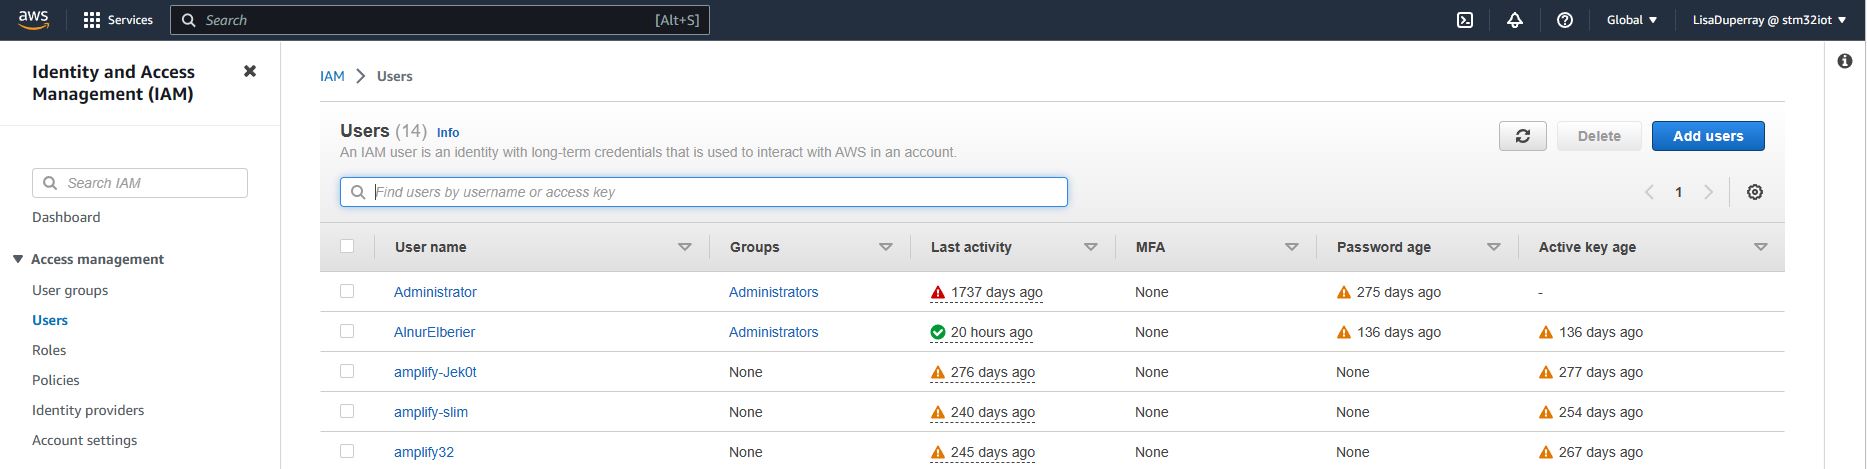 aws Services Search [Alt+S] Global LisaDuperray @ stm32iot
Identity and Access
Management (IAM)
Search IAM
Dashboard
Access management
User groups
Users
Roles
Policies
Identity providers
Account settings
IAM > Users
Users (14) Info
An IAM user is an identity with long-term credentials that is used to interact with AWS in an account.
Delete Add users
Find users by username or access key
1
User name Groups Last activity MFA Password age Active key age
Administrator Administrators 1737 days ago None 275 days ago -
AlnurElberier Administrators 20 hours ago None 136 days ago 136 days ago
amplify-Jek0t None 276 days ago None None 277 days ago
amplify-slim None 240 days ago None None 254 days ago
amplify32 None 245 days ago None None 267 days ago